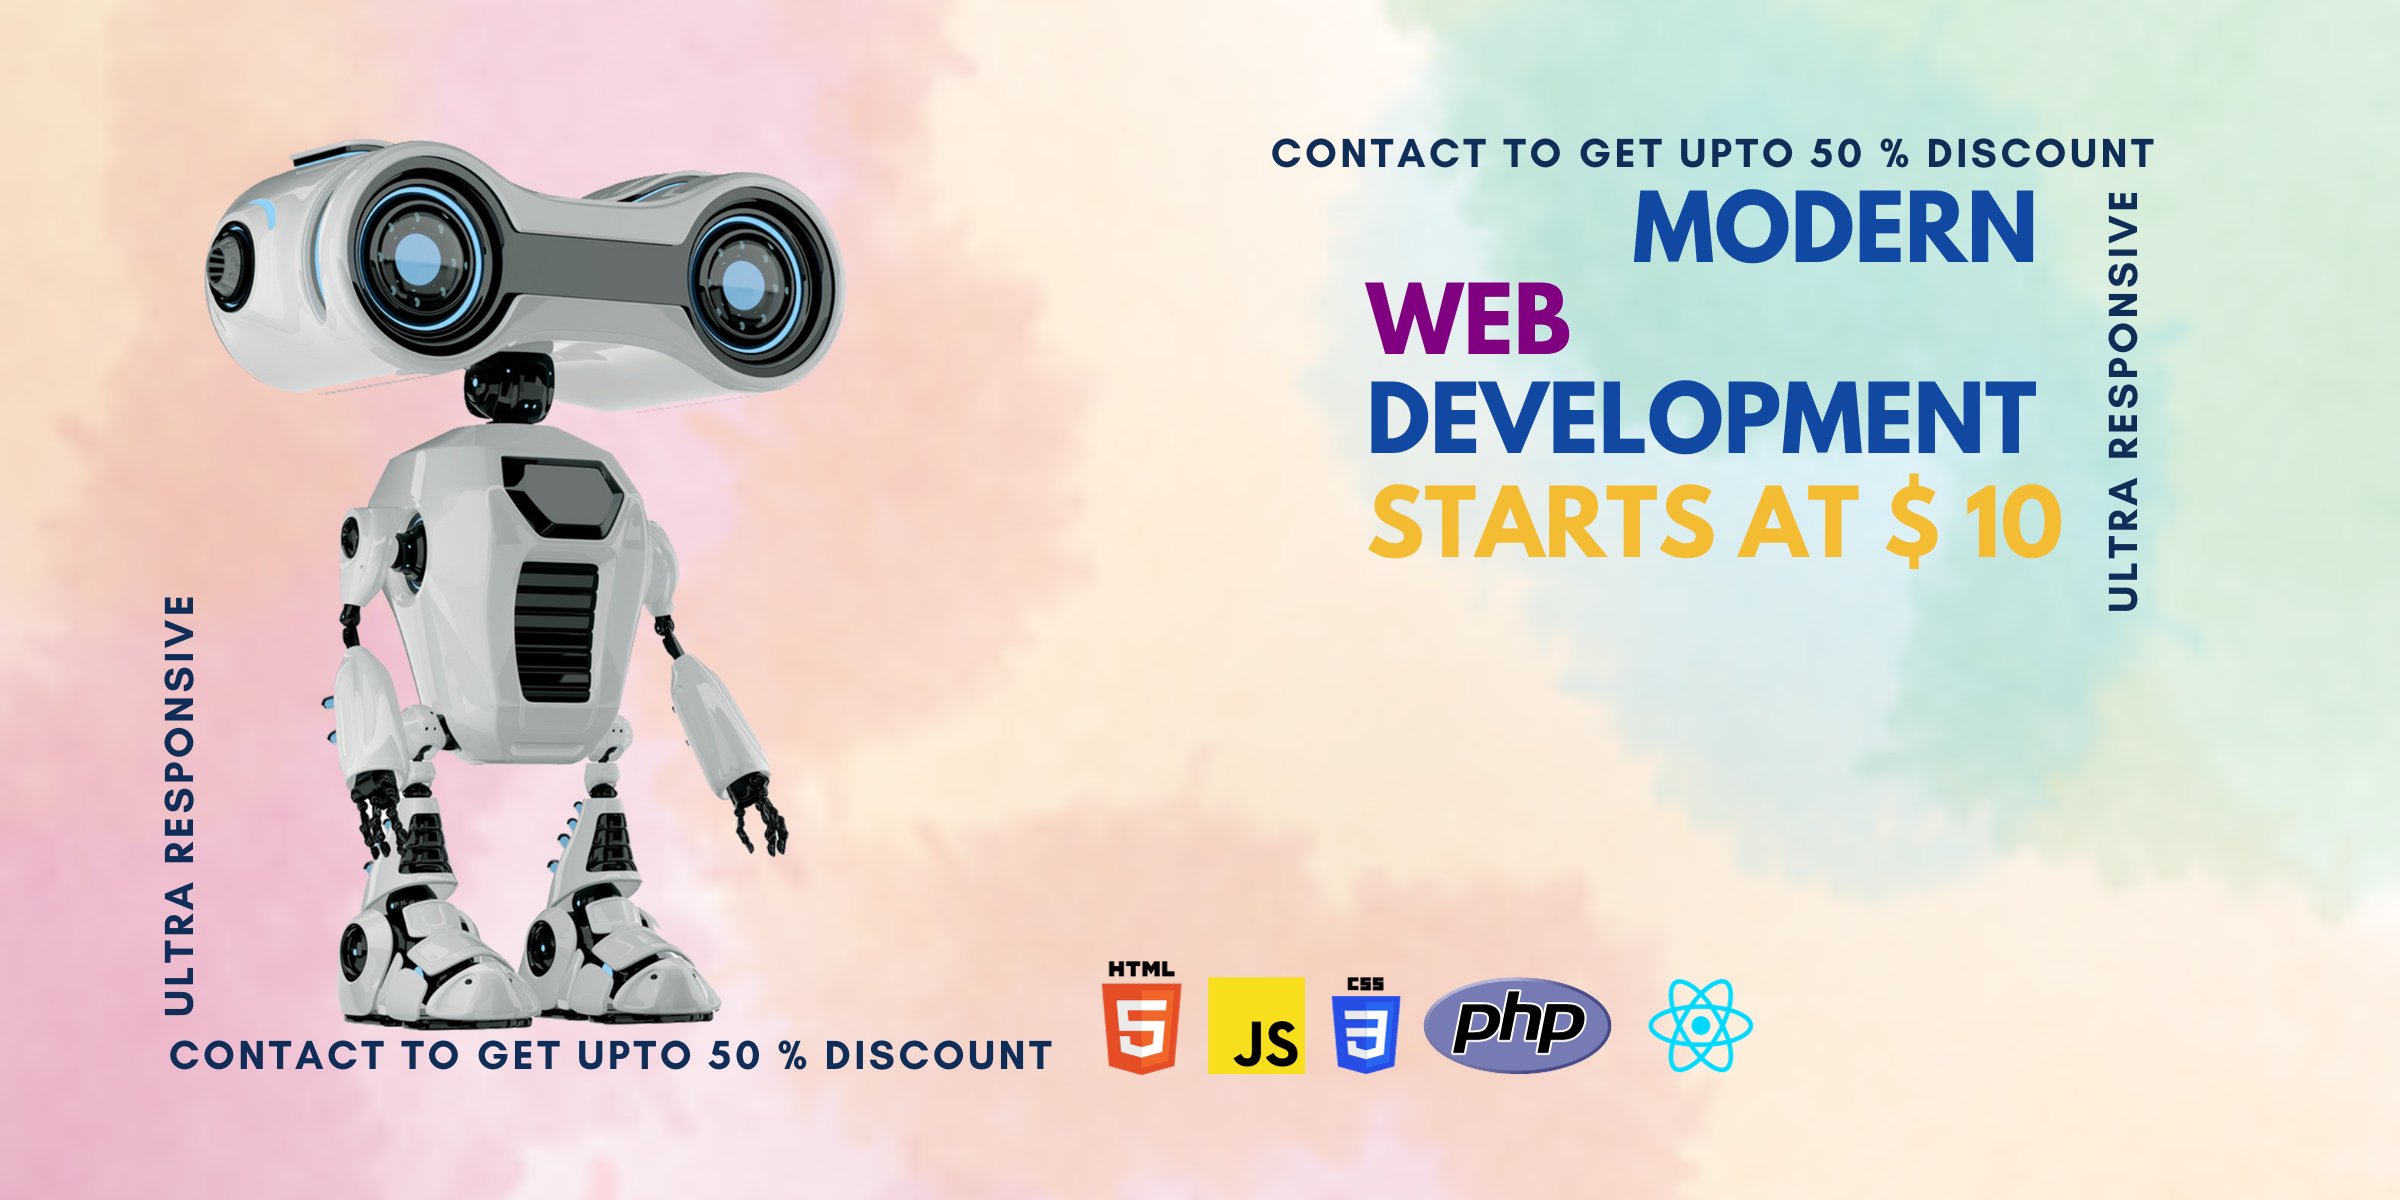 CONTACT TO GET UPTO 50 % DISCOUNT
MODERN
WEB
DEVELOPMENT
STARTS AT $ 10
ULTRA RESPONSIVE
ULTRA RESPONSIVE
CONTACT TO GET UPTO 50 % DISCOUNT
HTML
5
JS
CSS
3
php